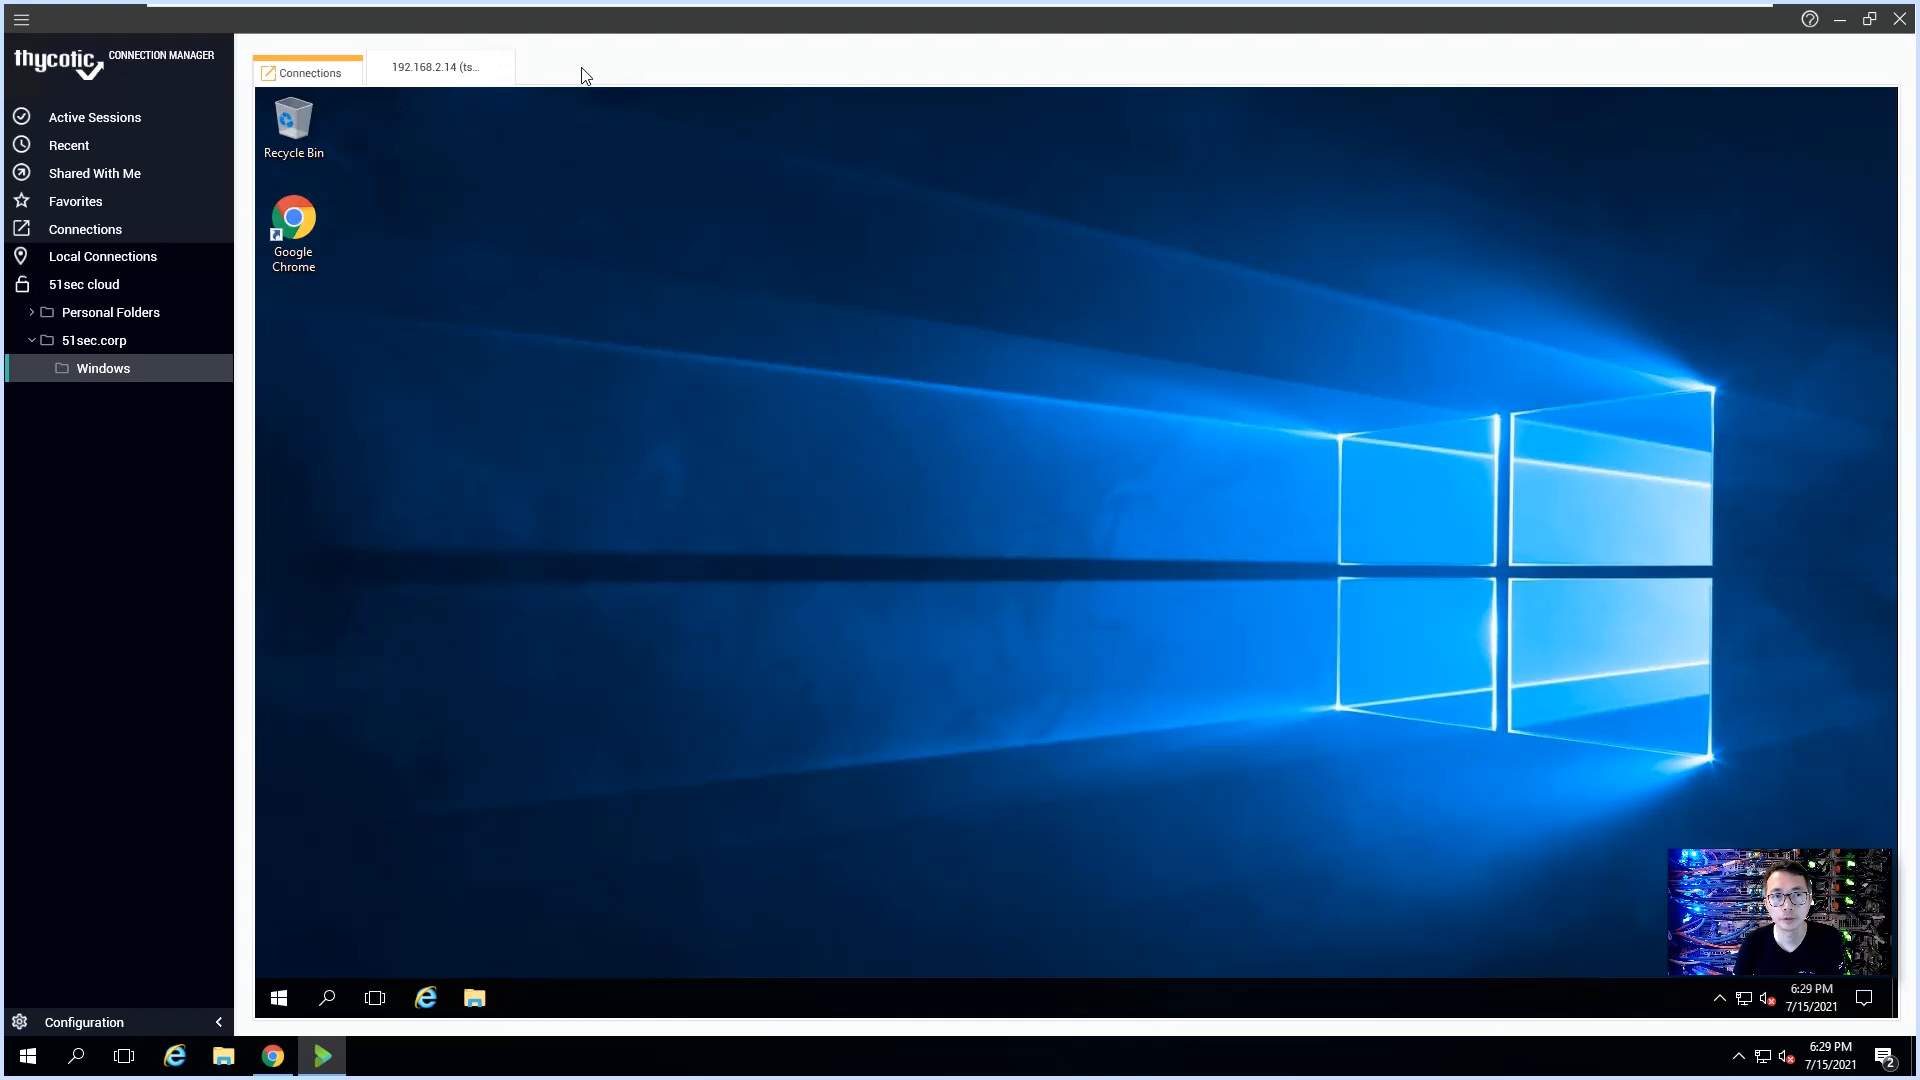 thycotic CONNECTION MANAGER
Active Sessions
Recent
Shared With Me
Favorites
Connections
Local Connections
51sec cloud
Personal Folders
51sec.corp
Windows
Configuration
Connections
192.168.2.14 (ts...
Recycle Bin
Google
Chrome
6:29 PM
7/15/2021
6:29 PM
7/15/2021
2